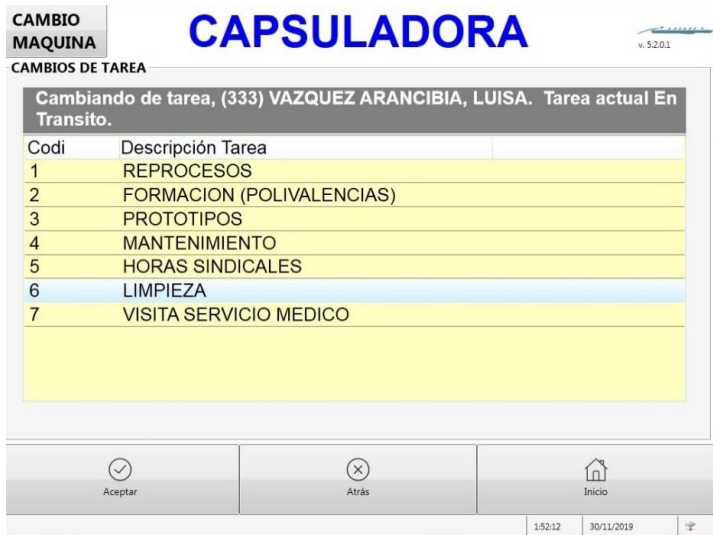 CAMBIO
MAQUINA
CAPSULADORA
v. 5.2.0.1
CAMBIOS DE TAREA
Cambiando de tarea, (333) VAZQUEZ ARANCIBIA, LUISA. Tarea actual En
Transito.
Codi Descripción Tarea
1 REPROCESOS
2 FORMACION (POLIVALENCIAS)
3 PROTOTIPOS
4 MANTENIMIENTO
5 HORAS SINDICALES
6 LIMPIEZA
7 VISITA SERVICIO MEDICO
Aceptar Atrás Inicio
1:52:12 30/11/2019